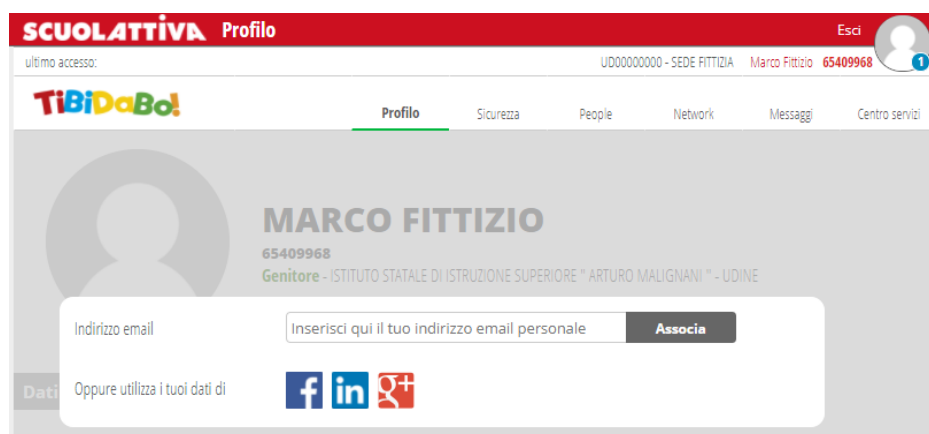 SCUOLATTIVA Profilo Esci
ultimo accesso: UD00000000 - SEDE FITTIZIA Marco Fittizio 65409968 1
TiBiDaBo!
Profilo Sicurezza People Network Messaggi Centro servizi
MARCO FITTIZIO
65409968
Genitore - ISTITUTO STATALE DI ISTRUZIONE SUPERIORE " ARTURO MALIGNANI " - UDINE
Indirizzo email Inserisci qui il tuo indirizzo email personale Associa
Dati Oppure utilizza i tuoi dati di f in g+